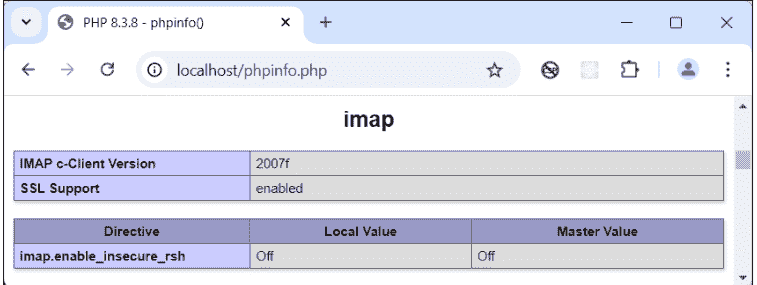 PHP 8.3.8 - phpinfo()
localhost/phpinfo.php
imap
IMAP c-Client Version 2007f
SSL Support enabled
Directive Local Value Master Value
imap.enable_insecure_rsh Off Off